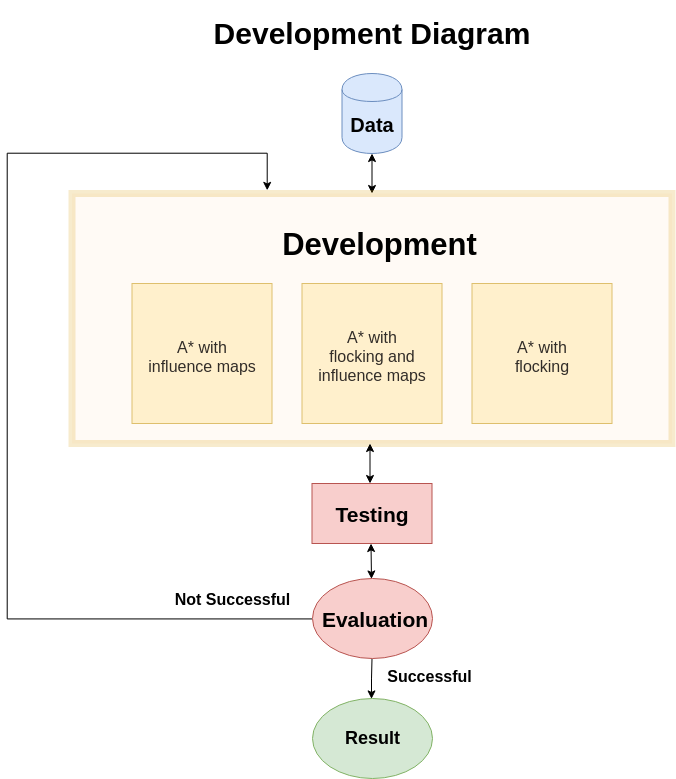 Development Diagram
Data
Development
A* with
influence maps
A* with
flocking and
influence maps
A* with
flocking
Testing
Not Successful
Evaluation
Successful
Result